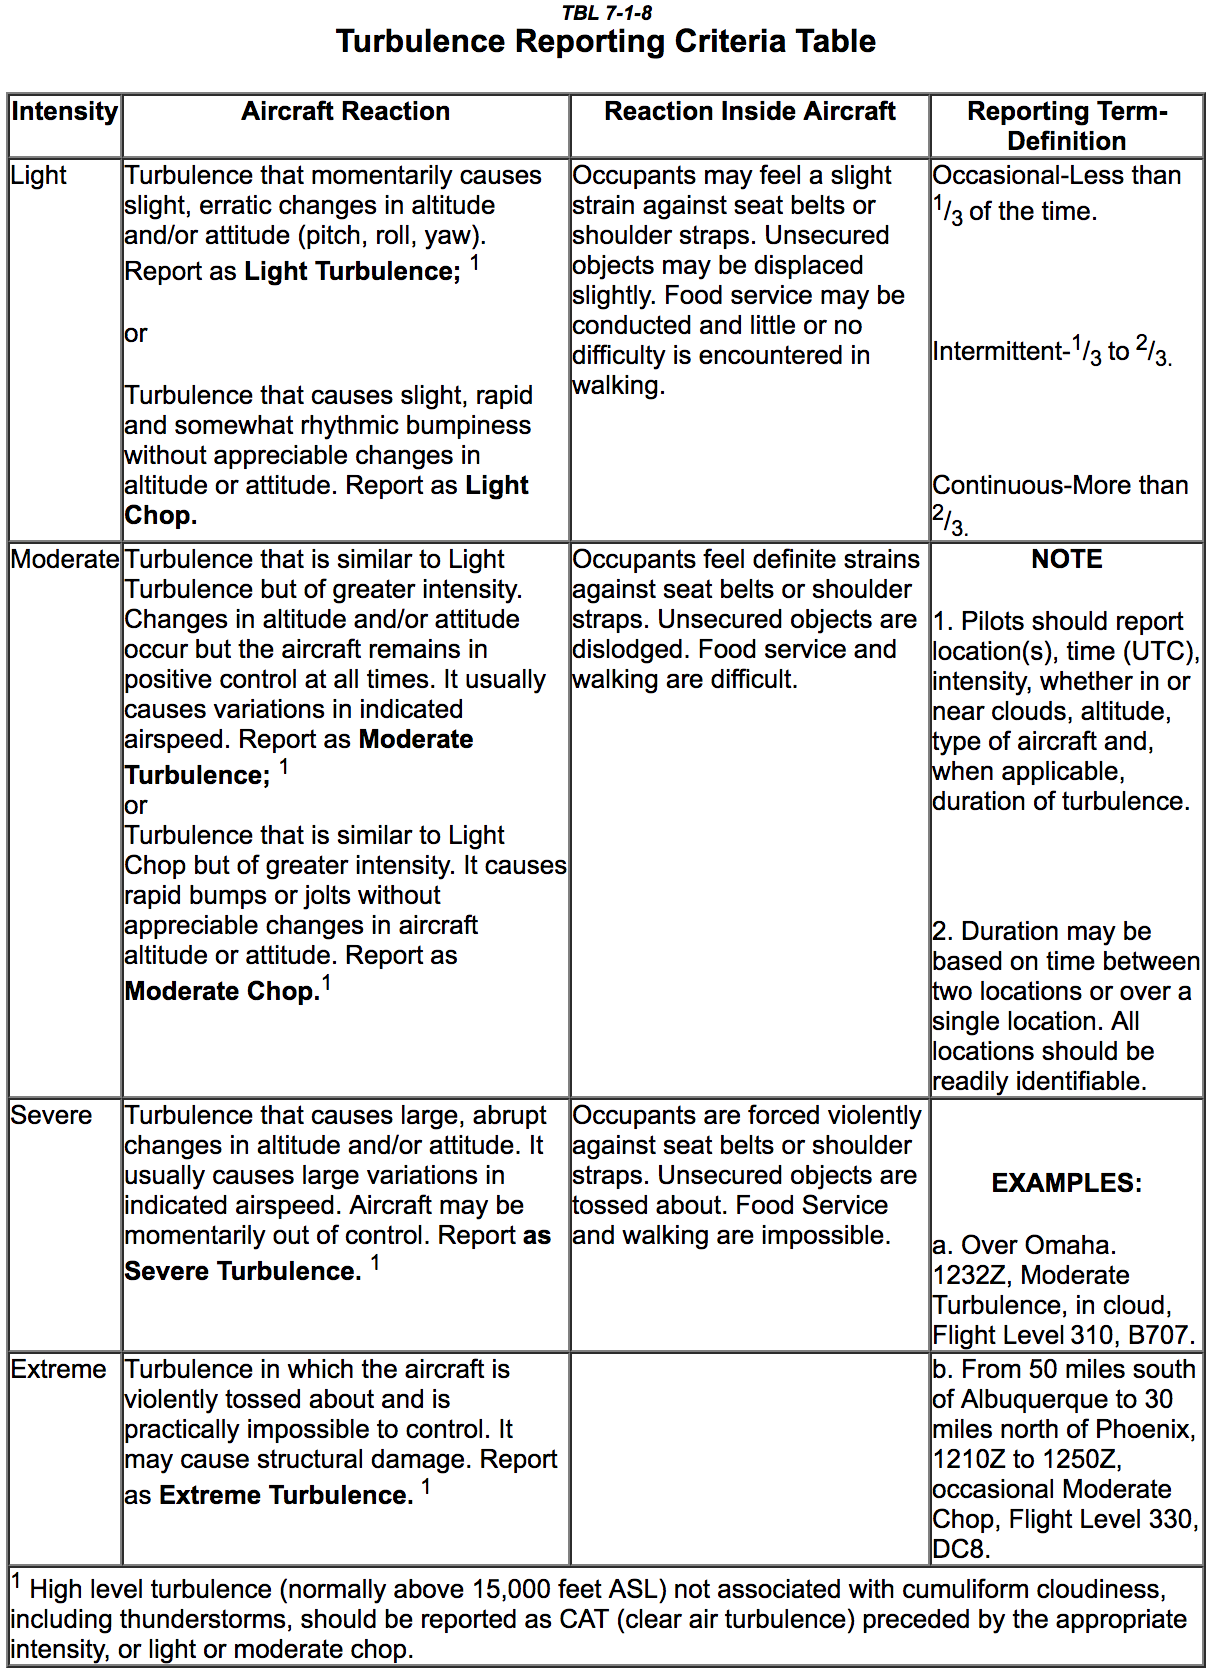 TBL 7-1-8
Turbulence Reporting Criteria Table
Intensity
Aircraft Reaction
Reaction Inside Aircraft
Reporting Term-
Definition
Light
Turbulence that momentarily causes
slight, erratic changes in altitude
and/or attitude (pitch, roll, yaw).
Report as Light Turbulence; 1
or
Turbulence that causes slight, rapid
and somewhat rhythmic bumpiness
without appreciable changes in
altitude or attitude. Report as Light
Chop.
Occupants may feel a slight
strain against seat belts or
shoulder straps. Unsecured
objects may be displaced
slightly. Food service may be
conducted and little or no
difficulty is encountered in
walking.
Occasional-Less than
1/3 of the time.
Intermittent-1/3 to 2/3.
Continuous-More than
2/3.
Moderate
Turbulence that is similar to Light
Turbulence but of greater intensity.
Changes in altitude and/or attitude
occur but the aircraft remains in
positive control at all times. It usually
causes variations in indicated
airspeed. Report as Moderate
Turbulence; 1
or
Turbulence that is similar to Light
Chop but of greater intensity. It causes
rapid bumps or jolts without
appreciable changes in aircraft
altitude or attitude. Report as
Moderate Chop.1
Occupants feel definite strains
against seat belts or shoulder
straps. Unsecured objects are
dislodged. Food service and
walking are difficult.
NOTE
1. Pilots should report
location(s), time (UTC),
intensity, whether in or
near clouds, altitude,
type of aircraft and,
when applicable,
duration of turbulence.
2. Duration may be
based on time between
two locations or over a
single location. All
locations should be
readily identifiable.
Severe
Turbulence that causes large, abrupt
changes in altitude and/or attitude. It
usually causes large variations in
indicated airspeed. Aircraft may be
momentarily out of control. Report as
Severe Turbulence. 1
Occupants are forced violently
against seat belts or shoulder
straps. Unsecured objects are
tossed about. Food Service
and walking are impossible.
EXAMPLES:
a. Over Omaha.
1232Z, Moderate
Turbulence, in cloud,
Flight Level 310, B707.
Extreme
Turbulence in which the aircraft is
violently tossed about and is
practically impossible to control. It
may cause structural damage. Report
as Extreme Turbulence. 1
b. From 50 miles south
of Albuquerque to 30
miles north of Phoenix,
1210Z to 1250Z,
occasional Moderate
Chop, Flight Level 330,
DC8.
1 High level turbulence (normally above 15,000 feet ASL) not associated with cumuliform cloudiness,
including thunderstorms, should be reported as CAT (clear air turbulence) preceded by the appropriate
intensity, or light or moderate chop.